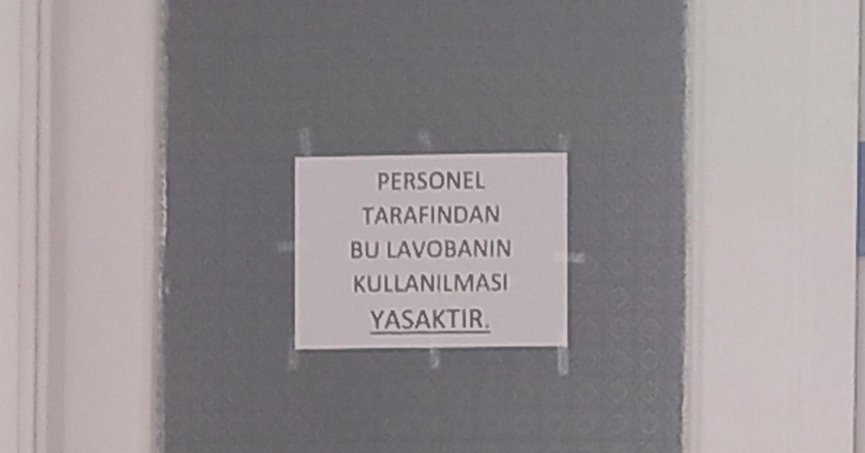 PERSONEL
TARAFINDAN
BU LAVOBANIN
KULLANILMASI
YASAKTIR.